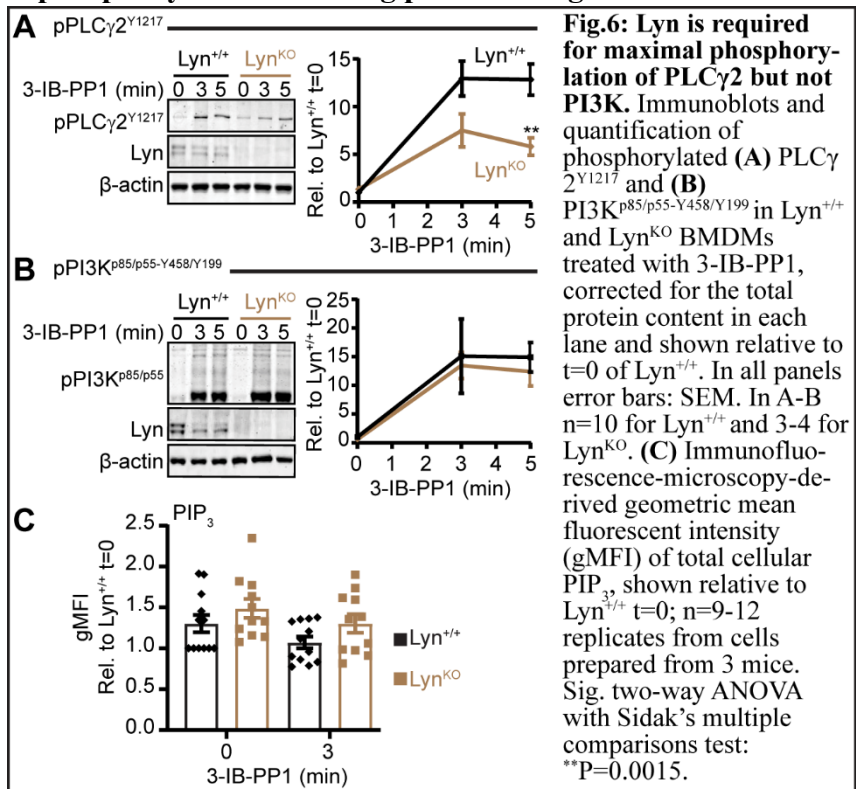 A pPLCγ2Y1217
Lyn+/+ LynKO
3-IB-PP1 (min) 0 3 5 0 3 5
pPLCγ2Y1217
Lyn
β-actin
Rel. to Lyn+/+ t=0
15
10
5
0
Lyn+/+
**
LynKO
0 1 2 3 4 5
3-IB-PP1 (min)
B pPI3Kp85/p55-Y458/Y199
Lyn+/+ LynKO
3-IB-PP1 (min) 0 3 5 0 3 5
pPI3Kp85/p55
Lyn
β-actin
Rel. to Lyn+/+ t=0
25
20
15
10
5
0
0 1 2 3 4 5
3-IB-PP1 (min)
C PIP3
gMFI
Rel. to Lyn+/+ t=0
2.5
2.0
1.5
1.0
0.5
0.0
0 3
3-IB-PP1 (min)
Lyn+/+
LynKO
Fig.6: Lyn is required
for maximal phosphory-
lation of PLCγ2 but not
PI3K. Immunoblots and
quantification of
phosphorylated (A) PLCγ
2Y1217 and (B)
PI3Kp85/p55-Y458/Y199 in Lyn+/+
and LynKO BMDMs
treated with 3-IB-PP1,
corrected for the total
protein content in each
lane and shown relative to
t=0 of Lyn+/+. In all panels
error bars: SEM. In A-B
n=10 for Lyn+/+ and 3-4 for
LynKO. (C) Immunofluo-
rescence-microscopy-de-
rived geometric mean
fluorescent intensity
(gMFI) of total cellular
PIP3, shown relative to
Lyn+/+ t=0; n=9-12
replicates from cells
prepared from 3 mice.
Sig. two-way ANOVA
with Sidak's multiple
comparisons test:
**P=0.0015.